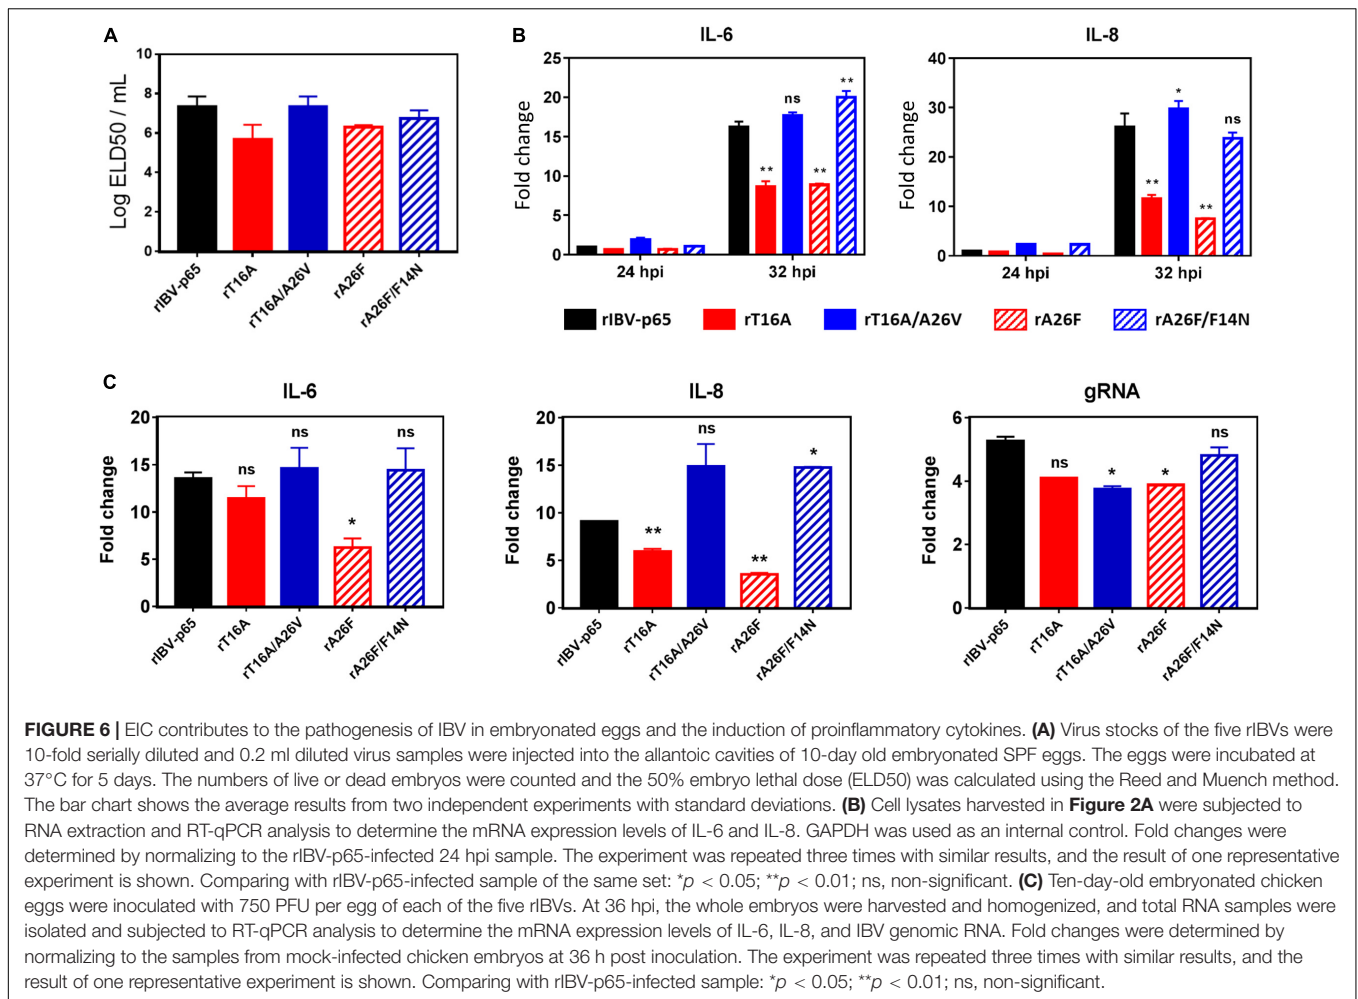 A
Log ELD50 / mL
10
8
6
4
2
0
rIBV-p65
rT16A
rT16A/A26V
rA26F
rA26F/F14N
B
IL-6
Fold change
25
20
15
10
5
0
**
ns
**
**
24 hpi
32 hpi
IL-8
Fold change
40
30
20
10
0
**
*
**
ns
24 hpi
32 hpi
rIBV-p65
rT16A
rT16A/A26V
rA26F
rA26F/F14N
C
IL-6
Fold change
20
15
10
5
0
ns
ns
*
ns
rIBV-p65
rT16A
rT16A/A26V
rA26F
rA26F/F14N
IL-8
Fold change
20
15
10
5
0
**
ns
**
*
rIBV-p65
rT16A
rT16A/A26V
rA26F
rA26F/F14N
gRNA
Fold change
6
4
2
0
ns
*
*
ns
rIBV-p65
rT16A
rT16A/A26V
rA26F
rA26F/F14N
FIGURE 6 | EIC contributes to the pathogenesis of IBV in embryonated eggs and the induction of proinflammatory cytokines. (A) Virus stocks of the five rIBVs were
10-fold serially diluted and 0.2 ml diluted virus samples were injected into the allantoic cavities of 10-day old embryonated SPF eggs. The eggs were incubated at
37°C for 5 days. The numbers of live or dead embryos were counted and the 50% embryo lethal dose (ELD50) was calculated using the Reed and Muench method.
The bar chart shows the average results from two independent experiments with standard deviations. (B) Cell lysates harvested in Figure 2A were subjected to
RNA extraction and RT-qPCR analysis to determine the mRNA expression levels of IL-6 and IL-8. GAPDH was used as an internal control. Fold changes were
determined by normalizing to the rIBV-p65-infected 24 hpi sample. The experiment was repeated three times with similar results, and the result of one representative
experiment is shown. Comparing with rIBV-p65-infected sample of the same set: *p < 0.05; **p < 0.01; ns, non-significant. (C) Ten-day-old embryonated chicken
eggs were inoculated with 750 PFU per egg of each of the five rIBVs. At 36 hpi, the whole embryos were harvested and homogenized, and total RNA samples were
isolated and subjected to RT-qPCR analysis to determine the mRNA expression levels of IL-6, IL-8, and IBV genomic RNA. Fold changes were determined by
normalizing to the samples from mock-infected chicken embryos at 36 h post inoculation. The experiment was repeated three times with similar results, and the
result of one representative experiment is shown. Comparing with rIBV-p65-infected sample: *p < 0.05; **p < 0.01; ns, non-significant.